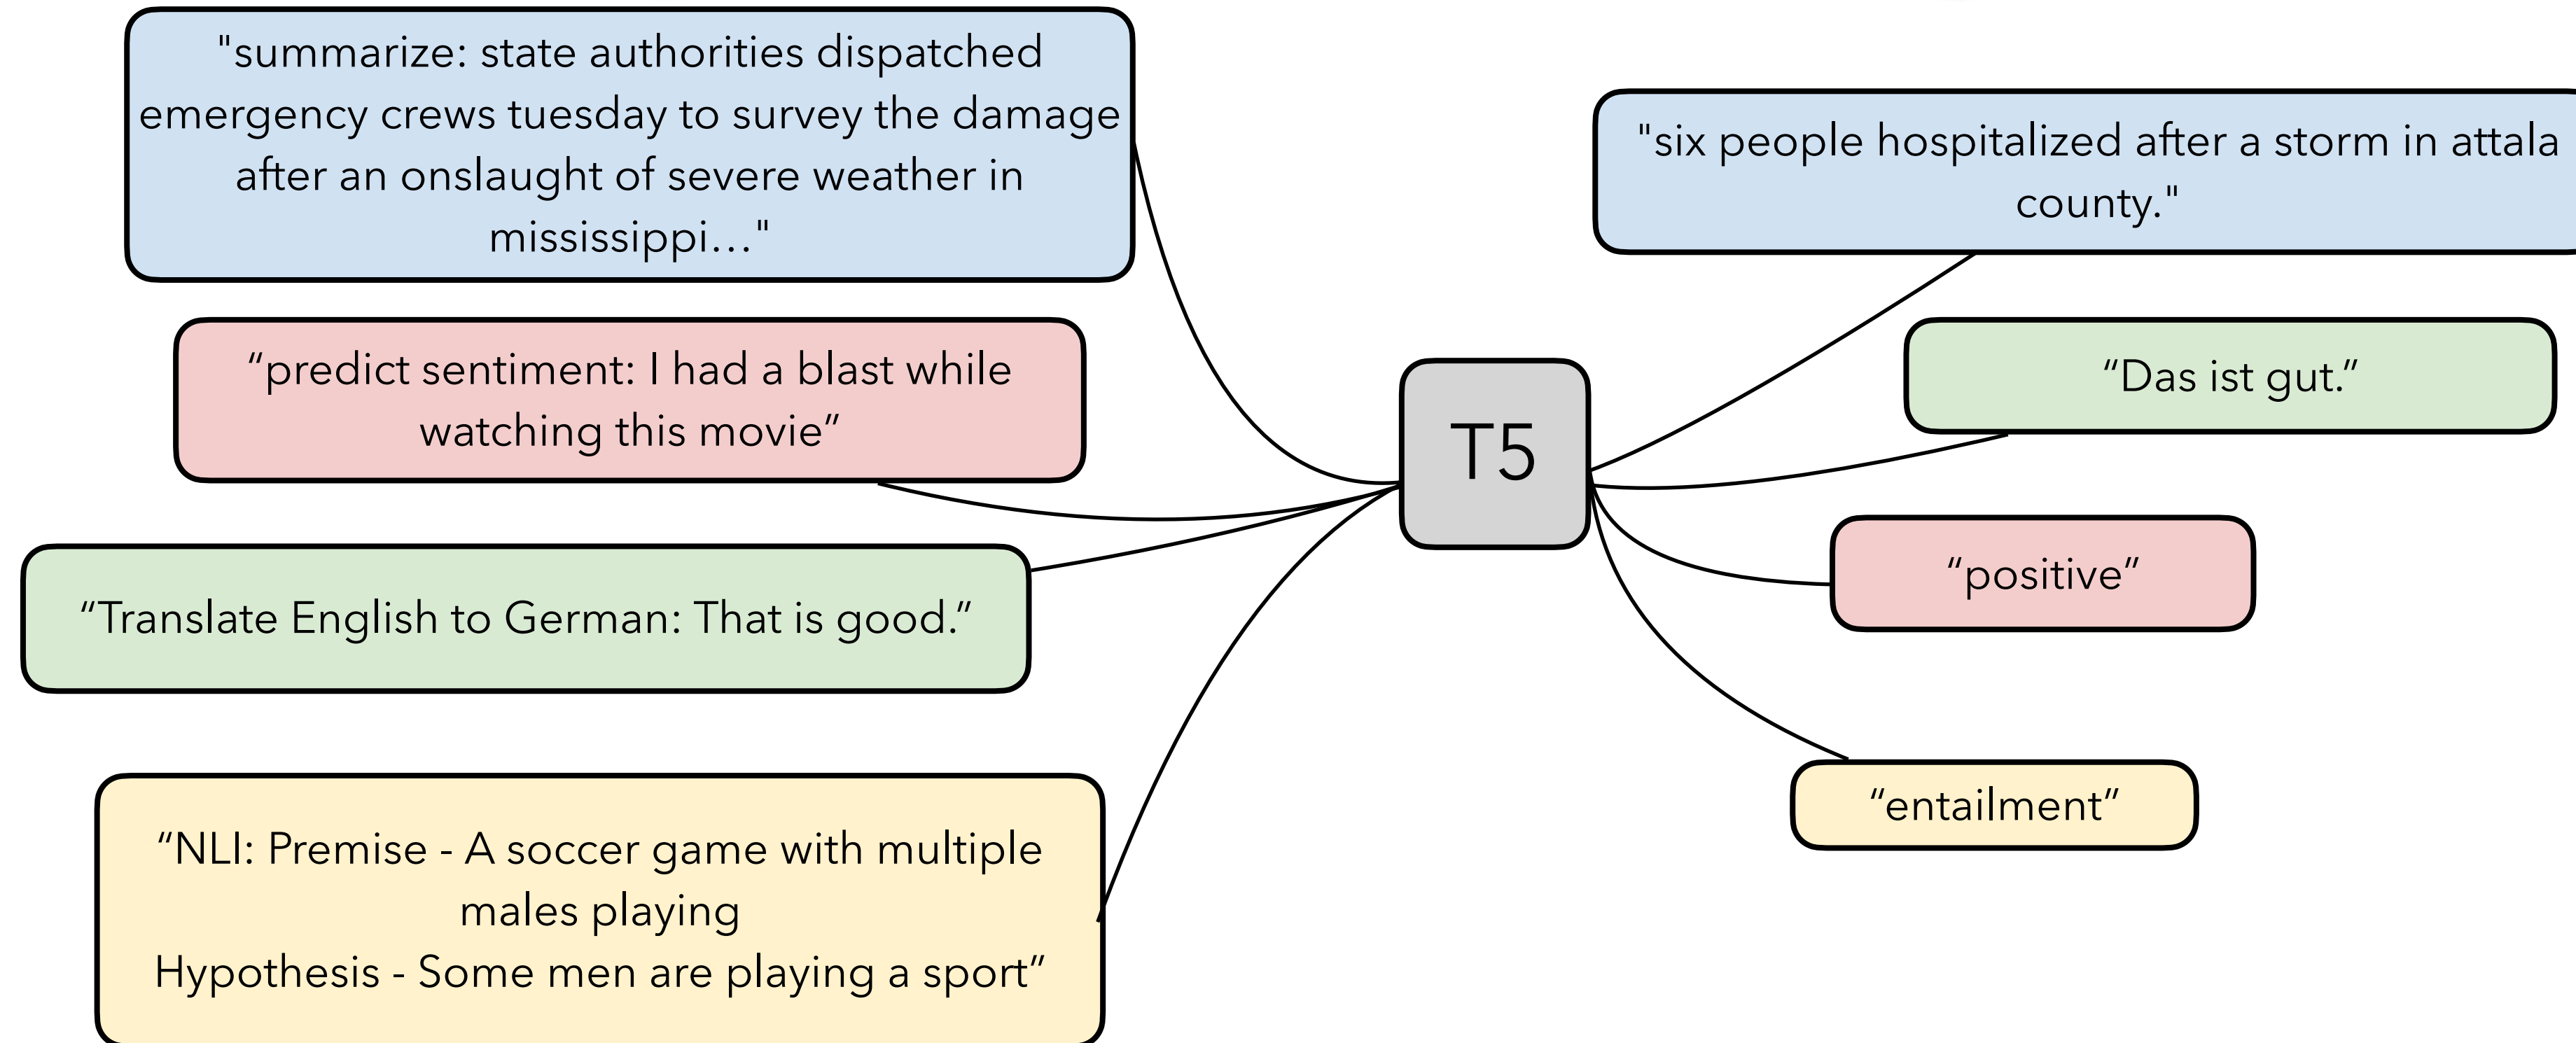 "summarize: state authorities dispatched
emergency crews tuesday to survey the damage
after an onslaught of severe weather in
mississippi…"
“predict sentiment: I had a blast while
watching this movie”
“Translate English to German: That is good.”
“NLI: Premise - A soccer game with multiple
males playing
Hypothesis - Some men are playing a sport”
T5
"six people hospitalized after a storm in attala
county."
“Das ist gut.”
“positive”
“entailment”